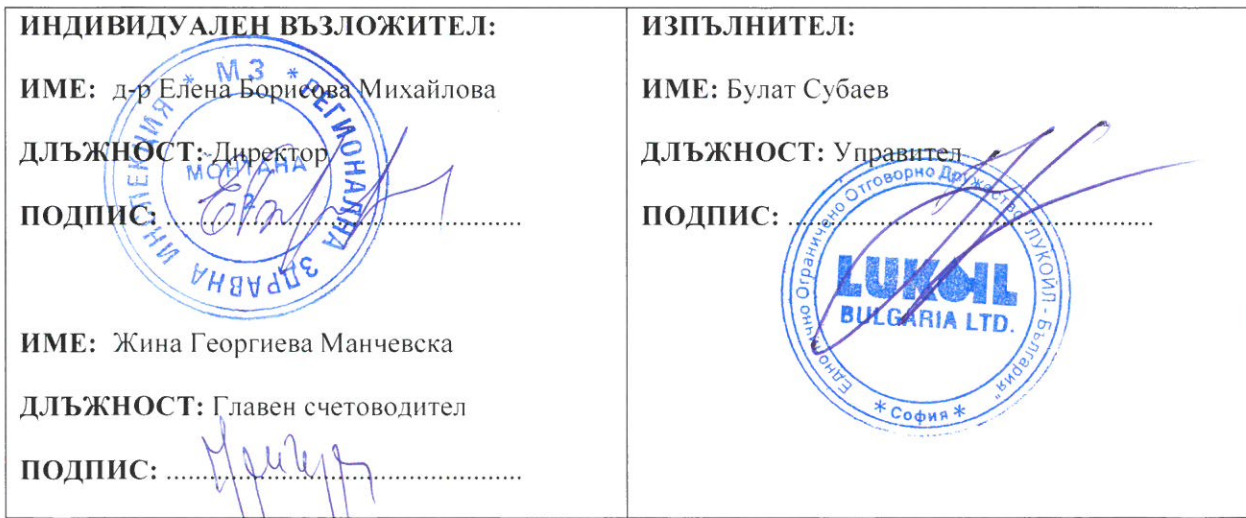 ИНДИВИДУАЛЕН ВЪЗЛОЖИТЕЛ:
ИМЕ: д-р Елена Борисова Михайлова
ДЛЪЖНОСТ: Директор
ПОДПИС: ..........................................
* М З * РЕГИОНАЛНА ЗДРАВНА ИНСПЕКЦИЯ
МОНТАНА
2
ИМЕ: Жина Георгиева Манчевска
ДЛЪЖНОСТ: Главен счетоводител
ПОДПИС: ..........................................
ИЗПЪЛНИТЕЛ:
ИМЕ: Булат Субаев
ДЛЪЖНОСТ: Управител
ПОДПИС: ..........................................
Еднолично Ограничено Отговорно Дружество "ЛУКОЙЛ - България"
LUKOIL
BULGARIA LTD.
* София *